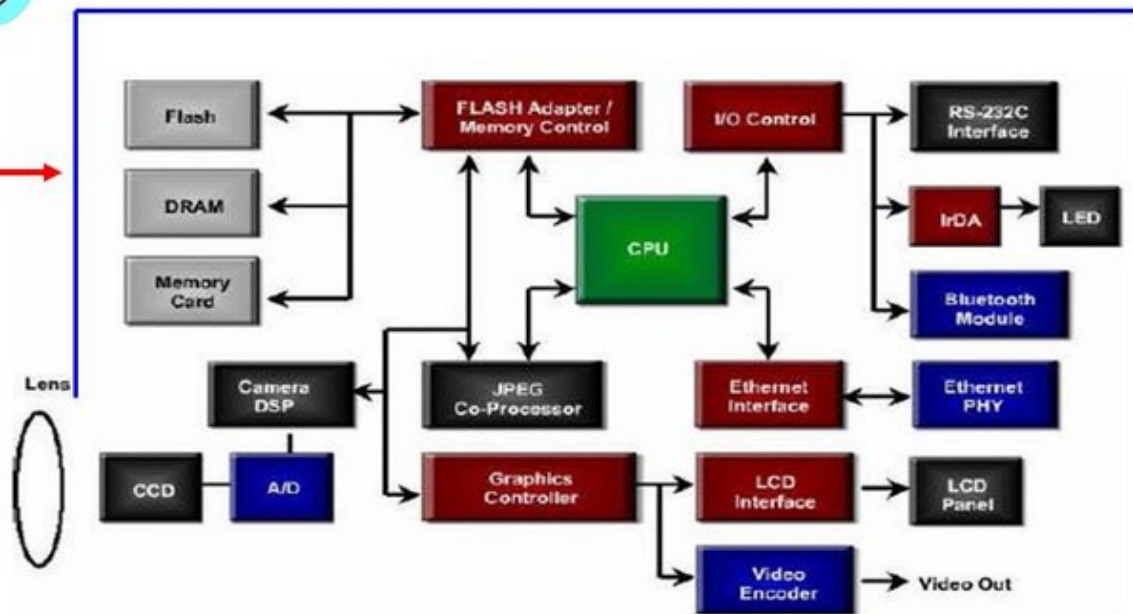 Flash
FLASH Adapter /
Memory Control
I/O Control
RS-232C
Interface
DRAM
CPU
IrDA
LED
Memory
Card
Bluetooth
Module
Lens
Camera
DSP
JPEG
Co-Processor
Ethernet
Interface
Ethernet
PHY
CCD
A/D
Graphics
Controller
LCD
Interface
LCD
Panel
Video
Encoder
Video Out